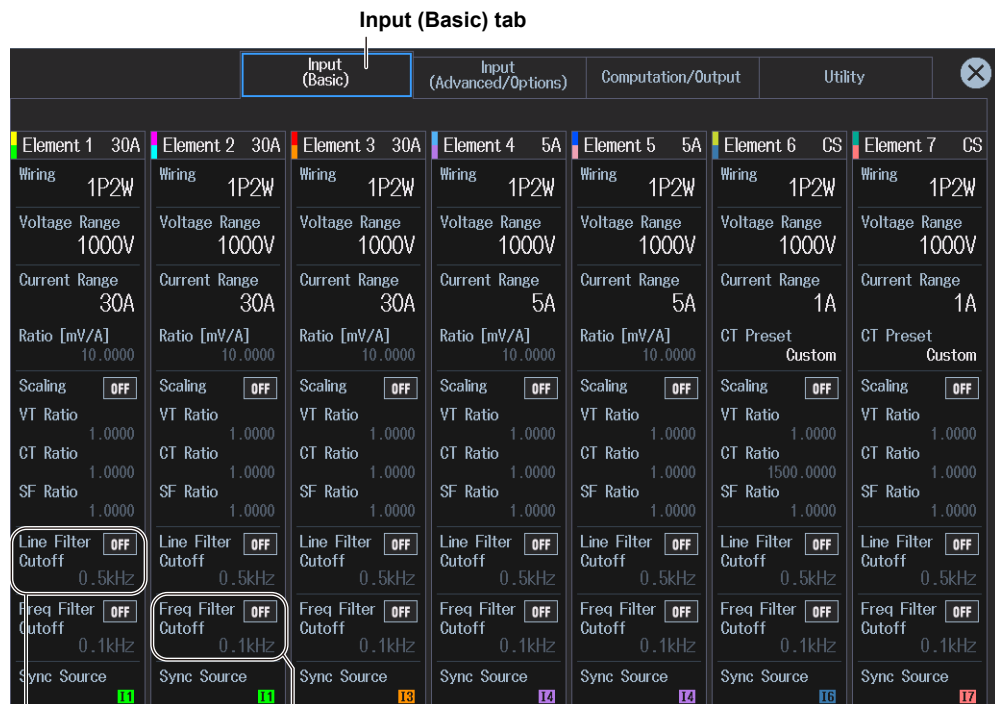 Input (Basic) tab
Input (Basic) Input (Advanced/Options) Computation/Output Utility
Element 1 30A Element 2 30A Element 3 30A Element 4 5A Element 5 5A Element 6 CS Element 7 CS
Wiring Wiring Wiring Wiring Wiring Wiring Wiring
1P2W 1P2W 1P2W 1P2W 1P2W 1P2W 1P2W
Voltage Range Voltage Range Voltage Range Voltage Range Voltage Range Voltage Range Voltage Range
1000V 1000V 1000V 1000V 1000V 1000V 1000V
Current Range Current Range Current Range Current Range Current Range Current Range Current Range
30A 30A 30A 5A 5A 1A 1A
Ratio [mV/A] Ratio [mV/A] Ratio [mV/A] Ratio [mV/A] Ratio [mV/A] CT Preset CT Preset
10.0000 10.0000 10.0000 10.0000 10.0000 Custom Custom
Scaling OFF Scaling OFF Scaling OFF Scaling OFF Scaling OFF Scaling OFF Scaling OFF
VT Ratio VT Ratio VT Ratio VT Ratio VT Ratio VT Ratio VT Ratio
1.0000 1.0000 1.0000 1.0000 1.0000 1.0000 1.0000
CT Ratio CT Ratio CT Ratio CT Ratio CT Ratio CT Ratio CT Ratio
1.0000 1.0000 1.0000 1.0000 1.0000 1500.0000 1.0000
SF Ratio SF Ratio SF Ratio SF Ratio SF Ratio SF Ratio SF Ratio
1.0000 1.0000 1.0000 1.0000 1.0000 1.0000 1.0000
Line Filter OFF Line Filter OFF Line Filter OFF Line Filter OFF Line Filter OFF Line Filter OFF Line Filter OFF
Cutoff Cutoff Cutoff Cutoff Cutoff Cutoff Cutoff
0.5kHz 0.5kHz 0.5kHz 0.5kHz 0.5kHz 0.5kHz 0.5kHz
Freq Filter OFF Freq Filter OFF Freq Filter OFF Freq Filter OFF Freq Filter OFF Freq Filter OFF Freq Filter OFF
Cutoff Cutoff Cutoff Cutoff Cutoff Cutoff Cutoff
0.1kHz 0.1kHz 0.1kHz 0.1kHz 0.1kHz 0.1kHz 0.1kHz
Sync Source Sync Source Sync Source Sync Source Sync Source Sync Source Sync Source
I1 I1 I3 I4 I4 I6 I7